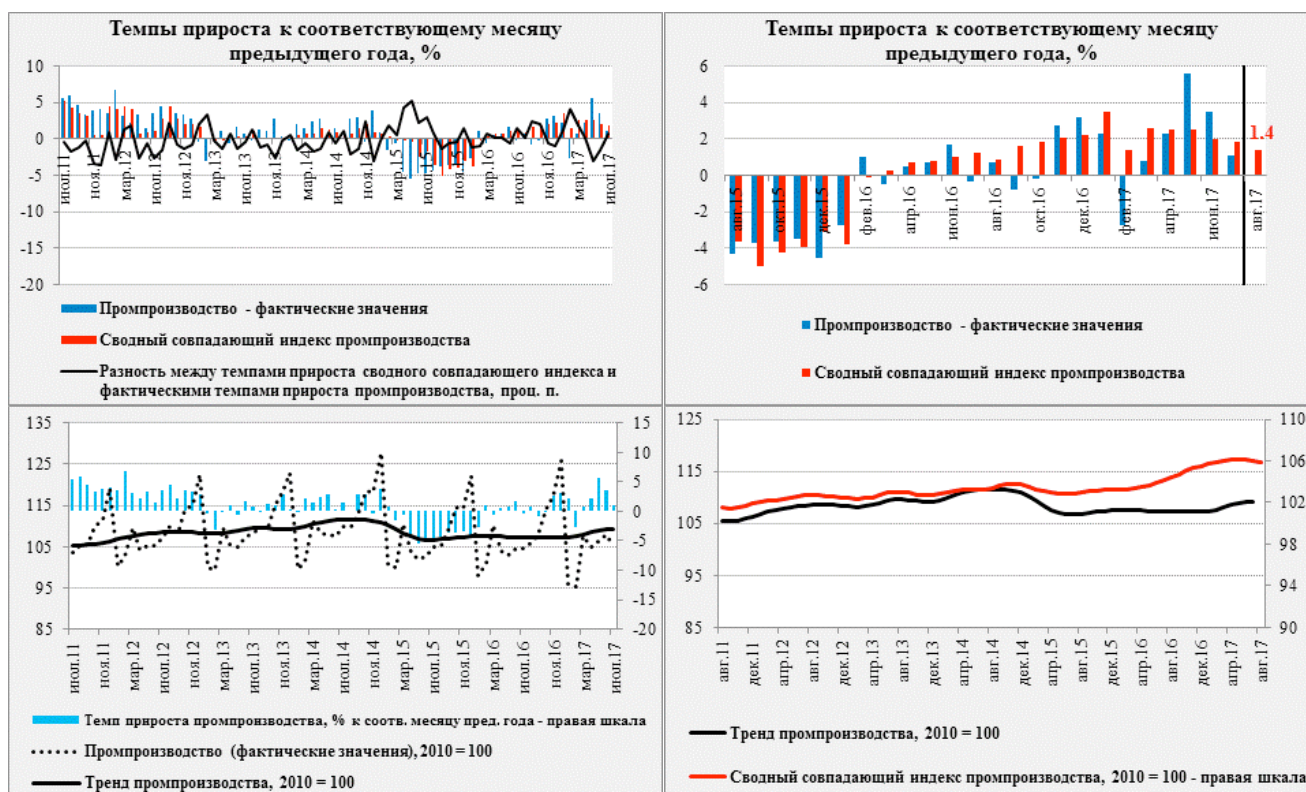 Темпы прироста к соответствующему месяцу
предыдущего года, %
10
5
0
-5
-10
-15
-20
июл.11
ноя.11
мар.12
июл.12
ноя.12
мар.13
июл.13
ноя.13
мар.14
июл.14
ноя.14
мар.15
июл.15
ноя.15
мар.16
июл.16
ноя.16
мар.17
июл.17
Промпроизводство - фактические значения
Сводный совпадающий индекс промпроизводства
Разность между темпами прироста сводного совпадающего индекса и
фактическими темпами прироста промпроизводства, проц. п.
Темпы прироста к соответствующему месяцу
предыдущего года, %
6
4
2
0
-2
-4
-6
авг.15
окт.15
дек.15
фев.16
апр.16
июн.16
авг.16
окт.16
дек.16
фев.17
апр.17
июн.17
авг.17
1.4
Промпроизводство - фактические значения
Сводный совпадающий индекс промпроизводства
135
125
115
105
95
85
15
10
5
0
-5
-10
-15
-20
июл.11
ноя.11
мар.12
июл.12
ноя.12
мар.13
июл.13
ноя.13
мар.14
июл.14
ноя.14
мар.15
июл.15
ноя.15
мар.16
июл.16
ноя.16
мар.17
июл.17
Темп прироста промпроизводства, % к соотв. месяцу пред. года - правая шкала
Промпроизводство (фактические значения), 2010 = 100
Тренд промпроизводства, 2010 = 100
125
115
105
95
85
110
106
102
98
94
90
авг.11
дек.11
апр.12
авг.12
дек.12
апр.13
авг.13
дек.13
апр.14
авг.14
дек.14
апр.15
авг.15
дек.15
апр.16
авг.16
дек.16
апр.17
авг.17
Тренд промпроизводства, 2010 = 100
Сводный совпадающий индекс промпроизводства, 2010 = 100 - правая шкала